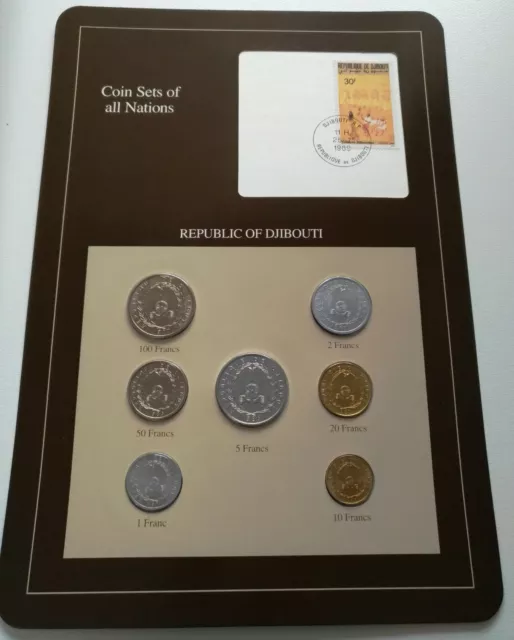 Coin Sets of
all Nations
REPUBLIQUE DE DJIBOUTI
30F
DJIBOUTI
1990
REPUBLIQUE DE DJIBOUTI
REPUBLIC OF DJIBOUTI
100 Francs
2 Francs
50 Francs
5 Francs
20 Francs
1 Franc
10 Francs